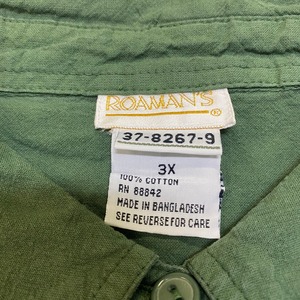 ROAMAN'S ®
37-8267-9
3X
100% COTTON
RN 88842
MADE IN BANGLADESH
SEE REVERSE FOR CARE